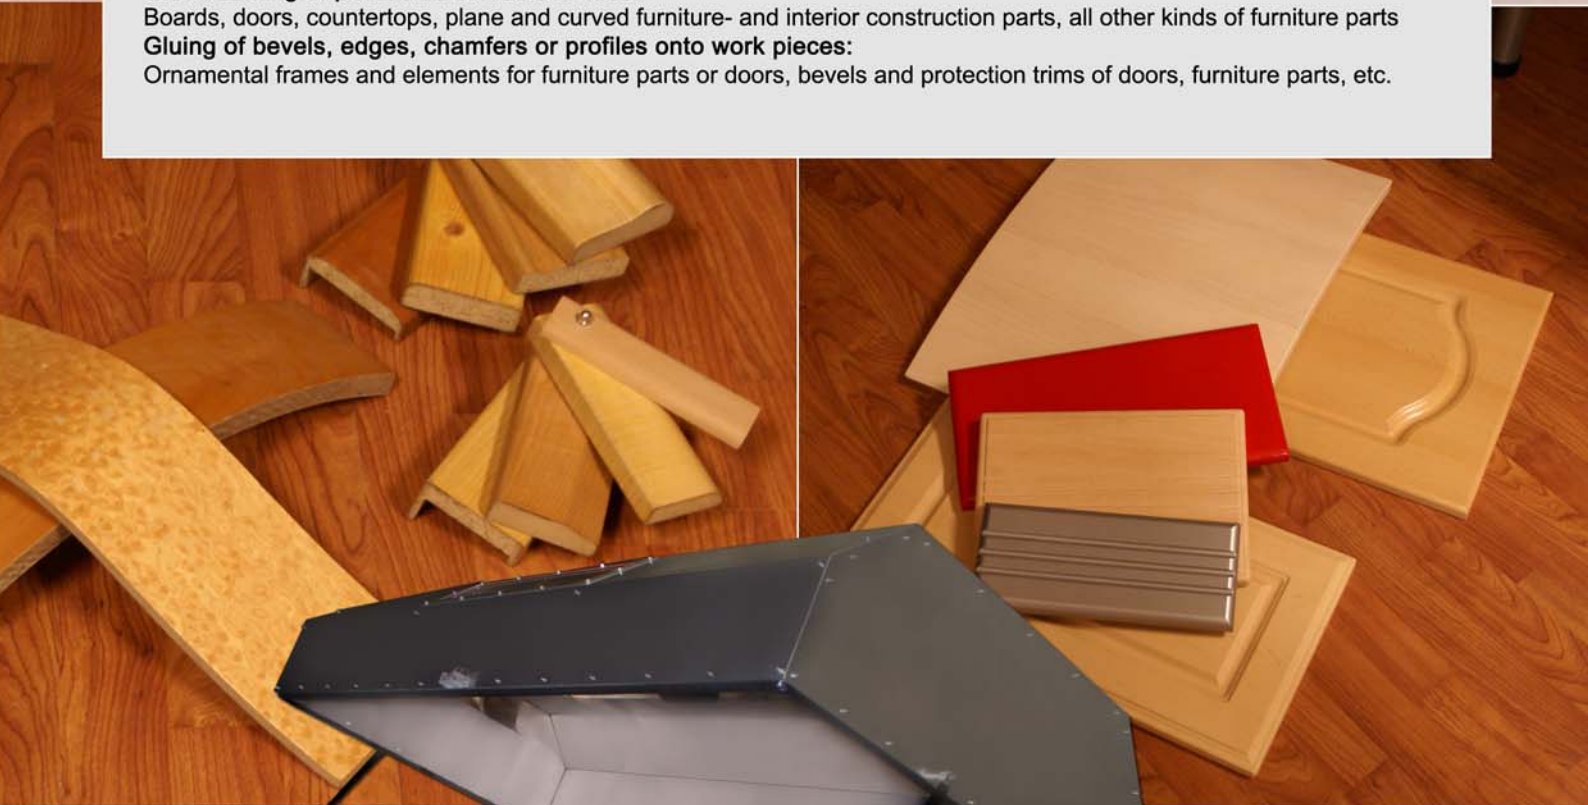 Boards, doors, countertops, plane and curved furniture- and interior construction parts, all other kinds of furniture parts
Gluing of bevels, edges, chamfers or profiles onto work pieces:
Ornamental frames and elements for furniture parts or doors, bevels and protection trims of doors, furniture parts, etc.